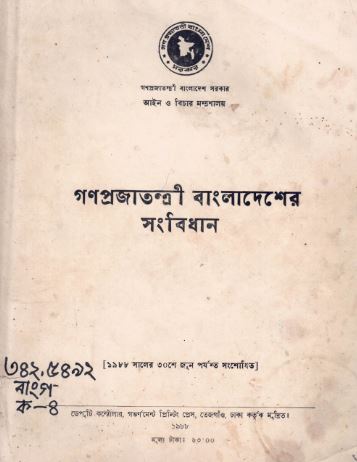 গণপ্রজাতন্ত্রী বাংলাদেশ সরকার
আইন ও বিচার মন্ত্রণালয়
গণপ্রজাতন্ত্রী বাংলাদেশের
সংবিধান
[১৯৮৮ সালের ৩০শে জুন পর্যন্ত সংশোধিত]
৩৪২.৫৪৯২
বাংগ
ক-৪
ডেপুটি কন্ট্রোলার, গভর্ণমেন্ট প্রিন্টিং প্রেস, তেজগাঁও, ঢাকা কর্তৃক মুদ্রিত।
১৯৮৮
মূল্য টাকাঃ